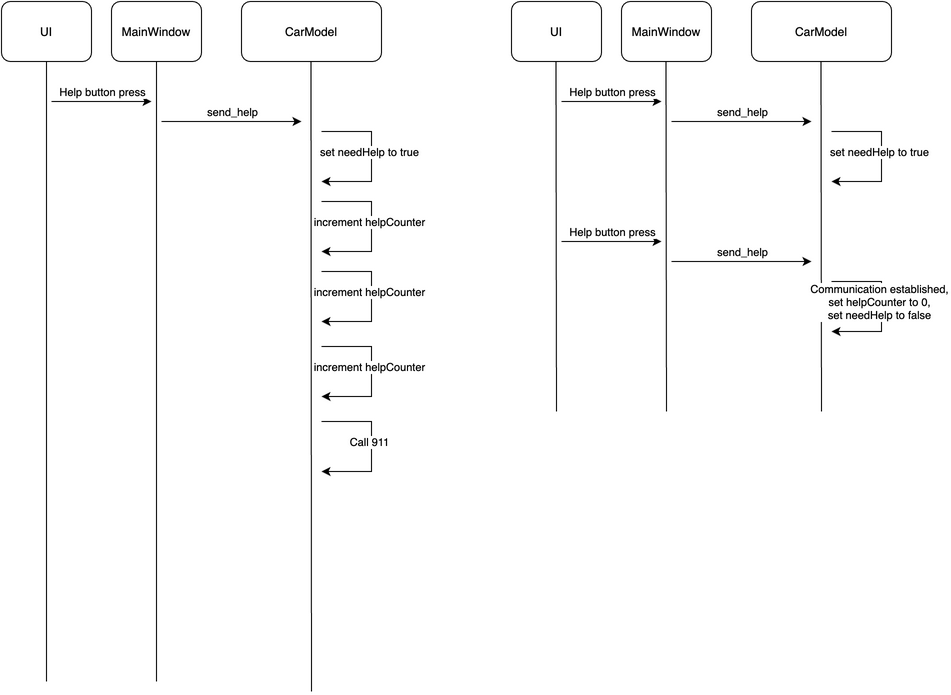 UI
MainWindow
CarModel
Help button press
send_help
set needHelp to true
increment helpCounter
increment helpCounter
increment helpCounter
Call 911
UI
MainWindow
CarModel
Help button press
send_help
set needHelp to true
Help button press
send_help
Communication established,
set helpCounter to 0,
set needHelp to false